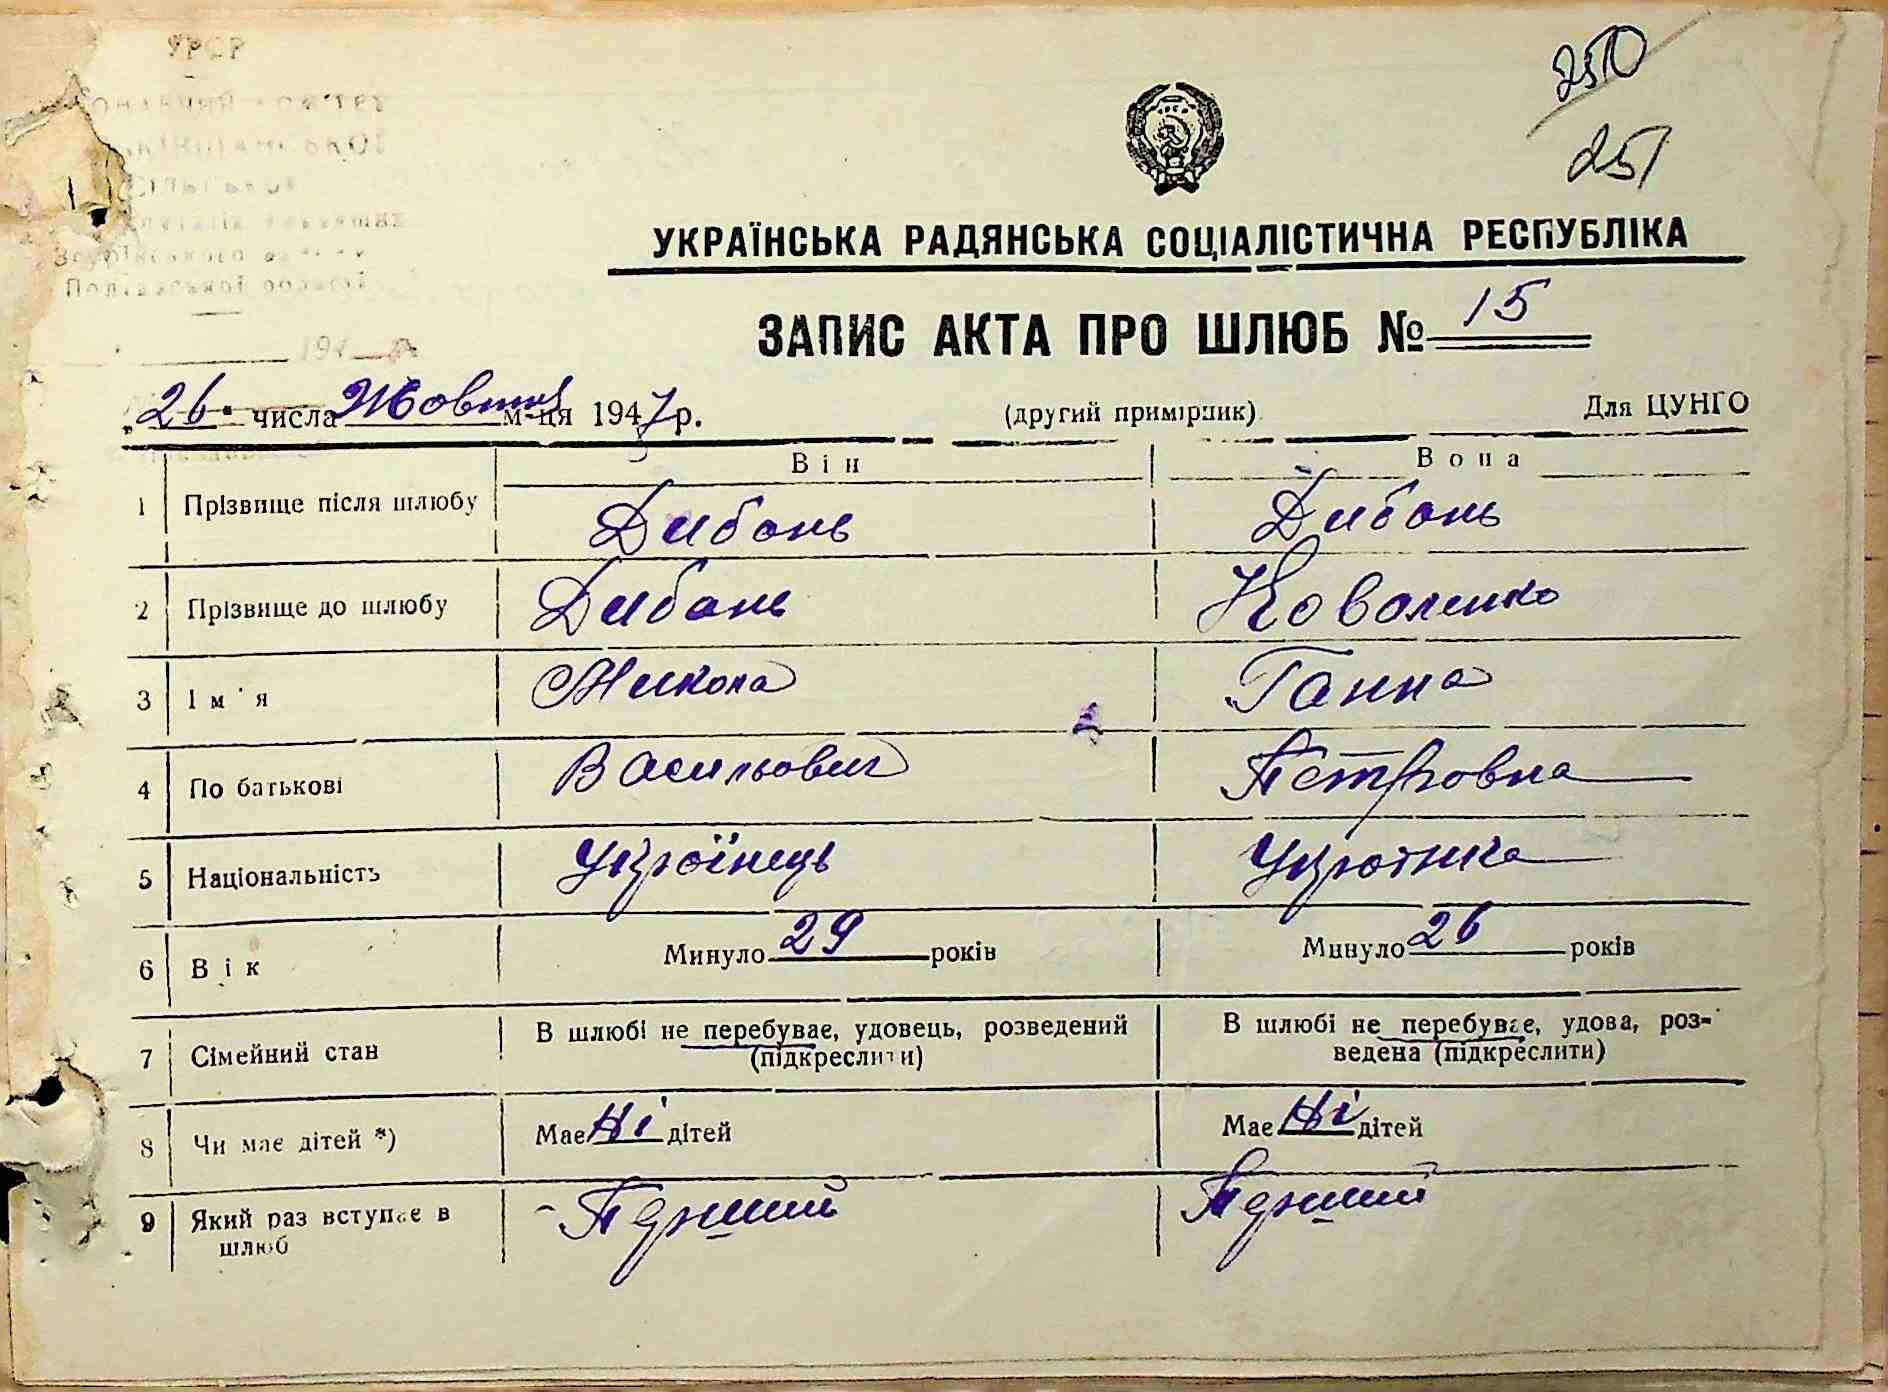 УРСР
250
251
УКРАЇНСЬКА РАДЯНСЬКА СОЦІАЛІСТИЧНА РЕСПУБЛІКА
ЗАПИС АКТА ПРО ШЛЮБ № 15
„26" числа Жовтня м-ця 1947 р. (другий примірник) Для ЦУНГО
Він Вона
1 Прізвище після шлюбу Дибань Дибань
2 Прізвище до шлюбу Дибань Коваленко
3 Ім'я Микола Ганна
4 По батькові Васильович Петровна
5 Національність Українець Українка
6 Вік Минуло 29 років Минуло 26 років
7 Сімейний стан В шлюбі не перебуває, удовець, розведений (підкреслити) В шлюбі не перебуває, удова, роз-
ведена (підкреслити)
8 Чи має дітей *) Має Ні дітей Має Ні дітей
9 Який раз вступає в шлюб Перший Перший